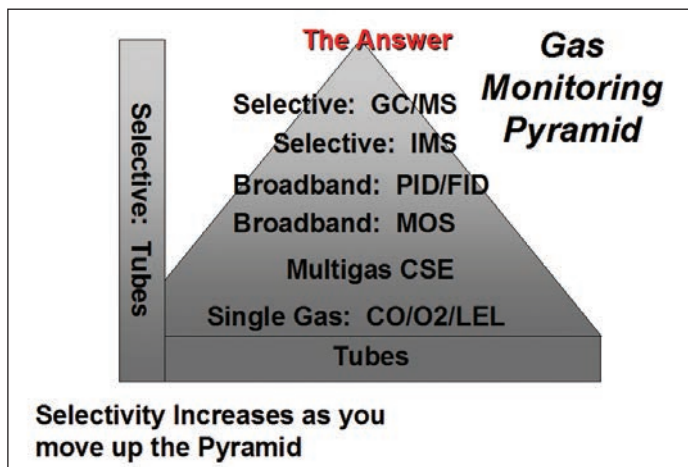 The Answer
Gas
Monitoring
Pyramid
Selective: Tubes
Selective: GC/MS
Selective: IMS
Broadband: PID/FID
Broadband: MOS
Multigas CSE
Single Gas: CO/O2/LEL
Tubes
Selectivity Increases as you
move up the Pyramid